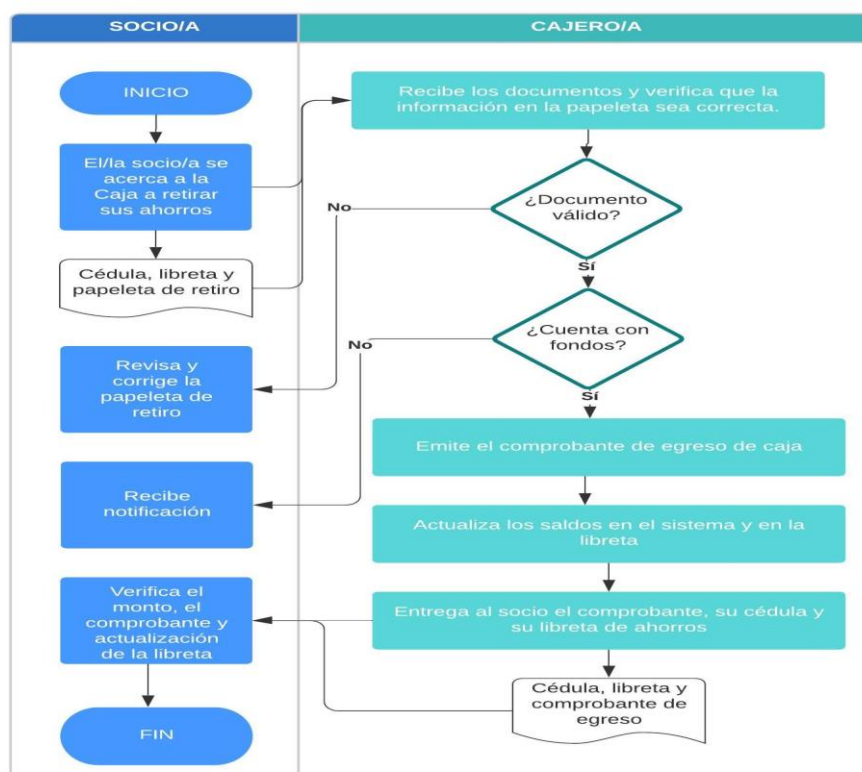 SOCIO/A
CAJERO/A
INICIO
El/la socio/a se
acerca a la
Caja a retirar
sus ahorros
Cédula, libreta y
papeleta de retiro
Recibe los documentos y verifica que la
información en la papeleta sea correcta.
¿Documento
válido?
No
Sí
¿Cuenta con
fondos?
No
Sí
Revisa y
corrige la
papeleta de
retiro
Emite el comprobante de egreso de caja
Recibe
notificación
Actualiza los saldos en el sistema y en la
libreta
Entrega al socio el comprobante, su cédula y
su libreta de ahorros
Verifica el
monto, el
comprobante y
actualización
de la libreta
Cédula, libreta y
comprobante de
egreso
FIN